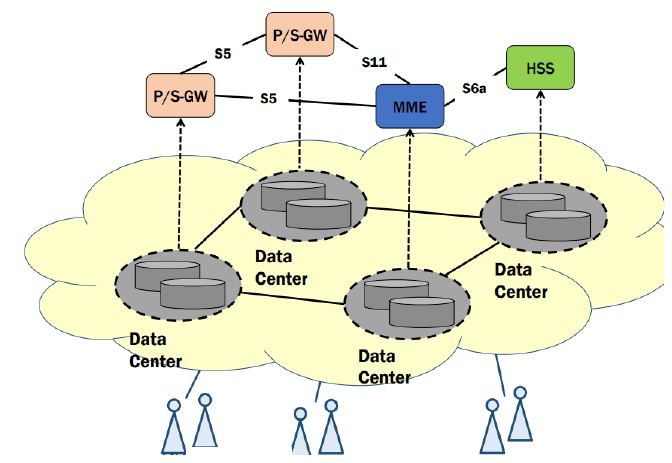 P/S-GW
S5
S11
HSS
P/S-GW
S5
MME
S6a
Data
Center
Data
Center
Data
Center
Data
Center